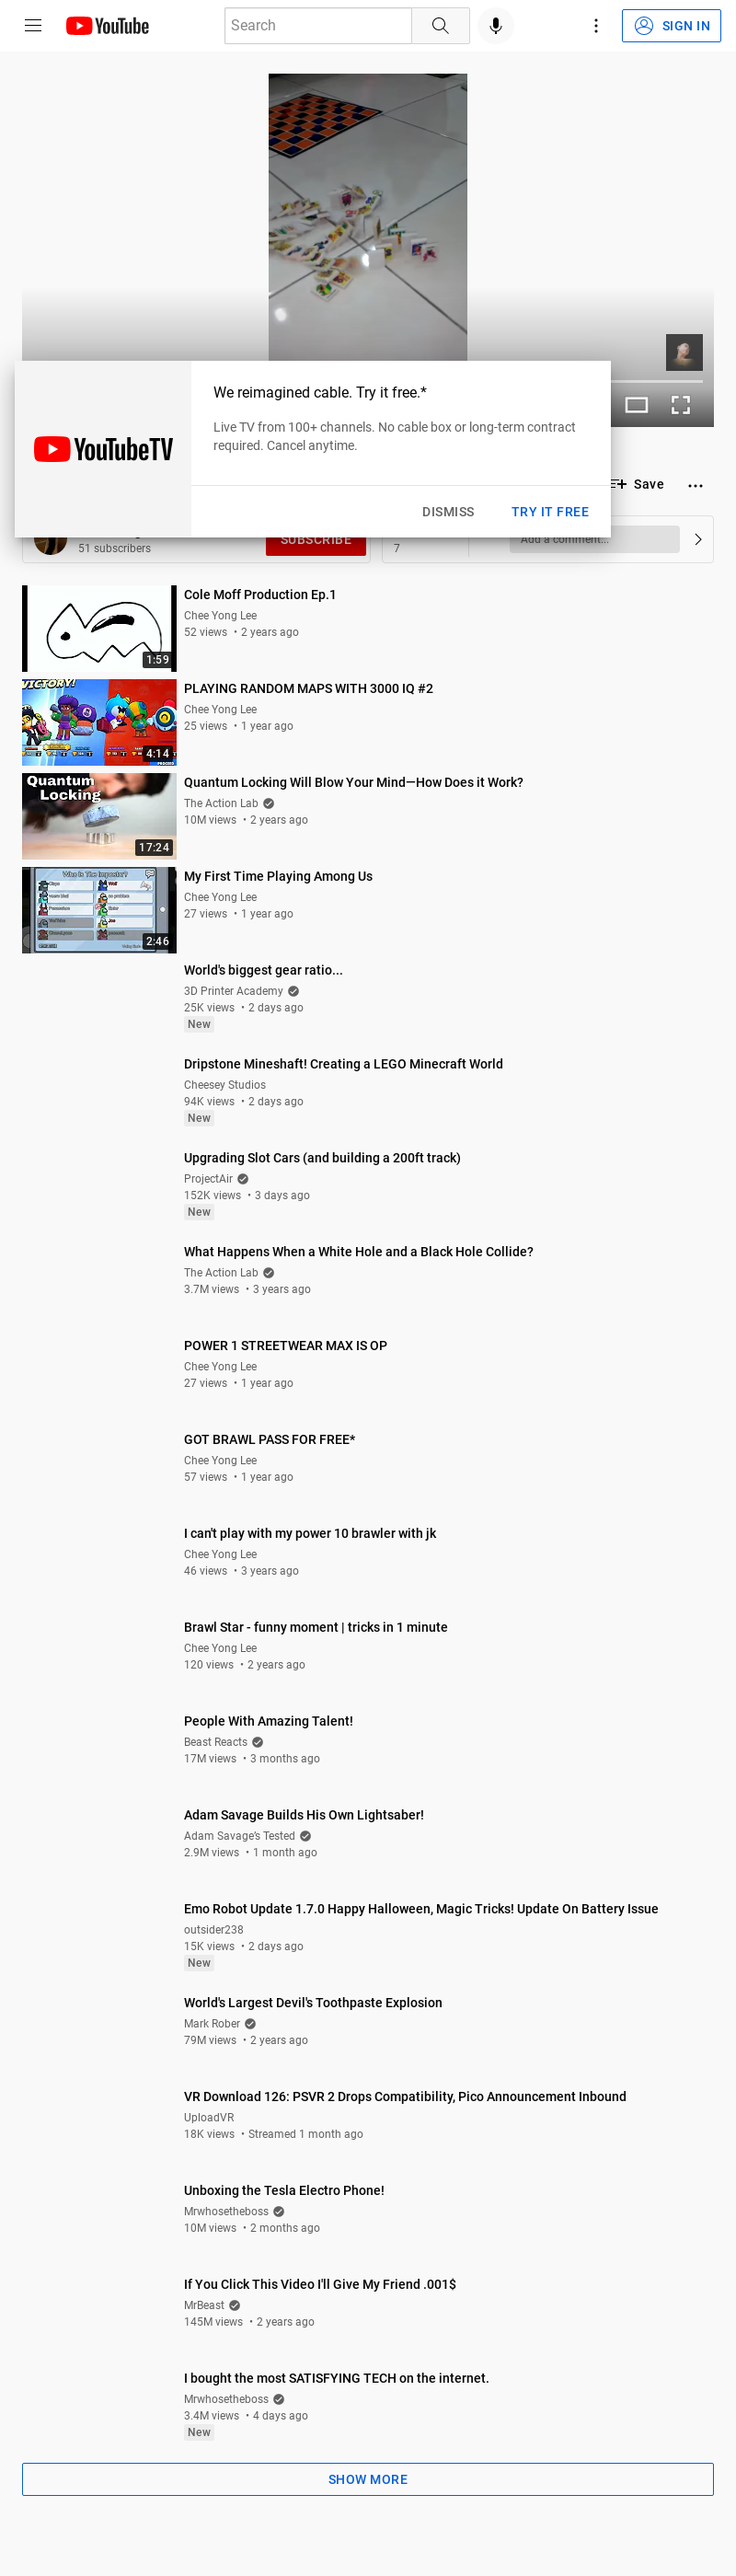 YouTube
Search
SIGN IN
We reimagined cable. Try it free.*
Live TV from 100+ channels. No cable box or long-term contract
required. Cancel anytime.
YouTubeTV
DISMISS
TRY IT FREE
Save
51 subscribers
SUBSCRIBE
7
Add a comment...
Cole Moff Production Ep.1
Chee Yong Lee
52 views • 2 years ago
1:59
VICTORY!
PLAYING RANDOM MAPS WITH 3000 IQ #2
Chee Yong Lee
25 views • 1 year ago
4:14
Quantum
Locking
Quantum Locking Will Blow Your Mind—How Does it Work?
The Action Lab
10M views • 2 years ago
17:24
Who Is The Impostor?
My First Time Playing Among Us
Chee Yong Lee
27 views • 1 year ago
2:46
World's biggest gear ratio...
3D Printer Academy
25K views • 2 days ago
New
Dripstone Mineshaft! Creating a LEGO Minecraft World
Cheesey Studios
94K views • 2 days ago
New
Upgrading Slot Cars (and building a 200ft track)
ProjectAir
152K views • 3 days ago
New
What Happens When a White Hole and a Black Hole Collide?
The Action Lab
3.7M views • 3 years ago
POWER 1 STREETWEAR MAX IS OP
Chee Yong Lee
27 views • 1 year ago
GOT BRAWL PASS FOR FREE*
Chee Yong Lee
57 views • 1 year ago
I can't play with my power 10 brawler with jk
Chee Yong Lee
46 views • 3 years ago
Brawl Star - funny moment | tricks in 1 minute
Chee Yong Lee
120 views • 2 years ago
People With Amazing Talent!
Beast Reacts
17M views • 3 months ago
Adam Savage Builds His Own Lightsaber!
Adam Savage's Tested
2.9M views • 1 month ago
Emo Robot Update 1.7.0 Happy Halloween, Magic Tricks! Update On Battery Issue
outsider238
15K views • 2 days ago
New
World's Largest Devil's Toothpaste Explosion
Mark Rober
79M views • 2 years ago
VR Download 126: PSVR 2 Drops Compatibility, Pico Announcement Inbound
UploadVR
18K views • Streamed 1 month ago
Unboxing the Tesla Electro Phone!
Mrwhosetheboss
10M views • 2 months ago
If You Click This Video I'll Give My Friend .001$
MrBeast
145M views • 2 years ago
I bought the most SATISFYING TECH on the internet.
Mrwhosetheboss
3.4M views • 4 days ago
New
SHOW MORE